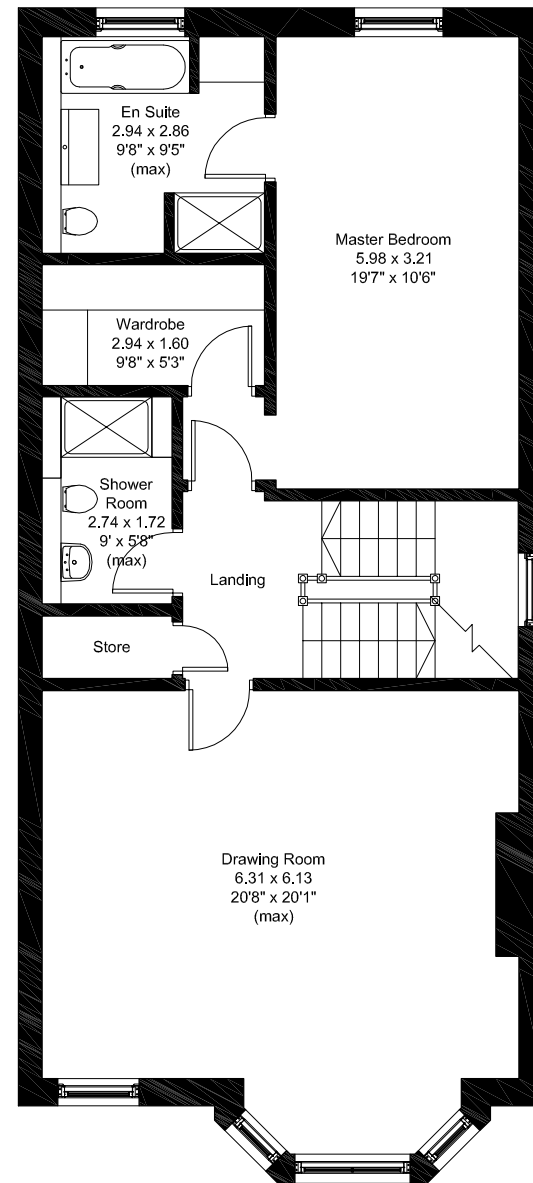 En Suite
2.94 x 2.86
9'8" x 9'5"
(max)
Master Bedroom
5.98 x 3.21
19'7" x 10'6"
Wardrobe
2.94 x 1.60
9'8" x 5'3"
Shower
Room
2.74 x 1.72
9' x 5'8"
(max)
Landing
Store
Drawing Room
6.31 x 6.13
20'8" x 20'1"
(max)